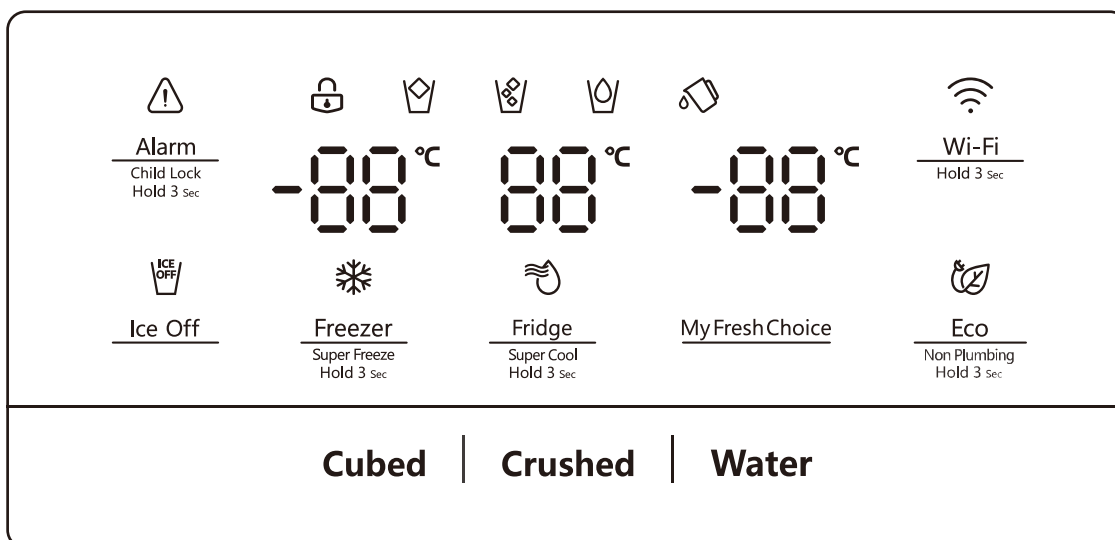 Alarm
Child Lock
Hold 3 Sec
-88 °C
88 °C
-88 °C
Wi-Fi
Hold 3 Sec
ICE
OFF
Ice Off
Freezer
Super Freeze
Hold 3 Sec
Fridge
Super Cool
Hold 3 Sec
My Fresh Choice
Eco
Non Plumbing
Hold 3 Sec
Cubed
Crushed
Water